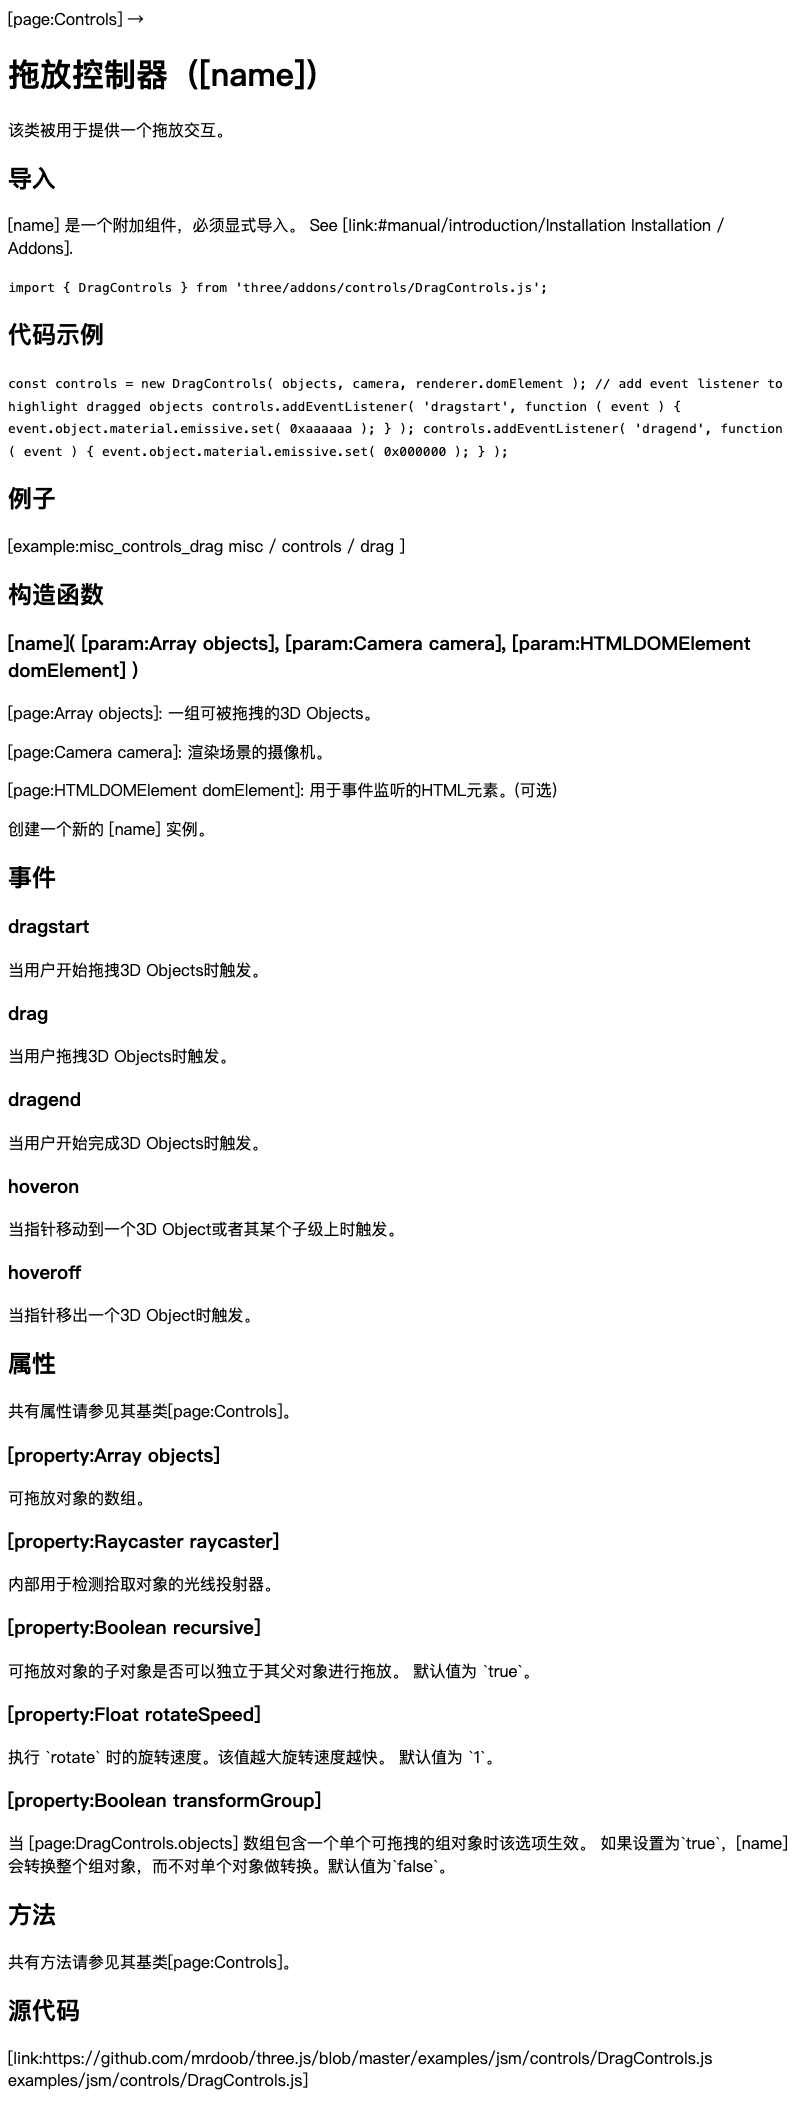 [page:Controls] →
拖放控制器（[name]）
该类被用于提供一个拖放交互。
导入
[name] 是一个附加组件，必须显式导入。 See [link:#manual/introduction/Installation Installation /
Addons].
import { DragControls } from 'three/addons/controls/DragControls.js';
代码示例
const controls = new DragControls( objects, camera, renderer.domElement ); // add event listener to
highlight dragged objects controls.addEventListener( 'dragstart', function ( event ) {
event.object.material.emissive.set( 0xaaaaaa ); } ); controls.addEventListener( 'dragend', function
( event ) { event.object.material.emissive.set( 0x000000 ); } );
例子
[example:misc_controls_drag misc / controls / drag ]
构造函数
[name]( [param:Array objects], [param:Camera camera], [param:HTMLDOMElement
domElement] )
[page:Array objects]: 一组可被拖拽的3D Objects。
[page:Camera camera]: 渲染场景的摄像机。
[page:HTMLDOMElement domElement]: 用于事件监听的HTML元素。(可选)
创建一个新的 [name] 实例。
事件
dragstart
当用户开始拖拽3D Objects时触发。
drag
当用户拖拽3D Objects时触发。
dragend
当用户开始完成3D Objects时触发。
hoveron
当指针移动到一个3D Object或者其某个子级上时触发。
hoveroff
当指针移出一个3D Object时触发。
属性
共有属性请参见其基类[page:Controls]。
[property:Array objects]
可拖放对象的数组。
[property:Raycaster raycaster]
内部用于检测拾取对象的光线投射器。
[property:Boolean recursive]
可拖放对象的子对象是否可以独立于其父对象进行拖放。 默认值为 `true`。
[property:Float rotateSpeed]
执行 `rotate` 时的旋转速度。该值越大旋转速度越快。 默认值为 `1`。
[property:Boolean transformGroup]
当 [page:DragControls.objects] 数组包含一个单个可拖拽的组对象时该选项生效。 如果设置为`true`，[name]
会转换整个组对象，而不对单个对象做转换。默认值为`false`。
方法
共有方法请参见其基类[page:Controls]。
源代码
[link:https://github.com/mrdoob/three.js/blob/master/examples/jsm/controls/DragControls.js
examples/jsm/controls/DragControls.js]